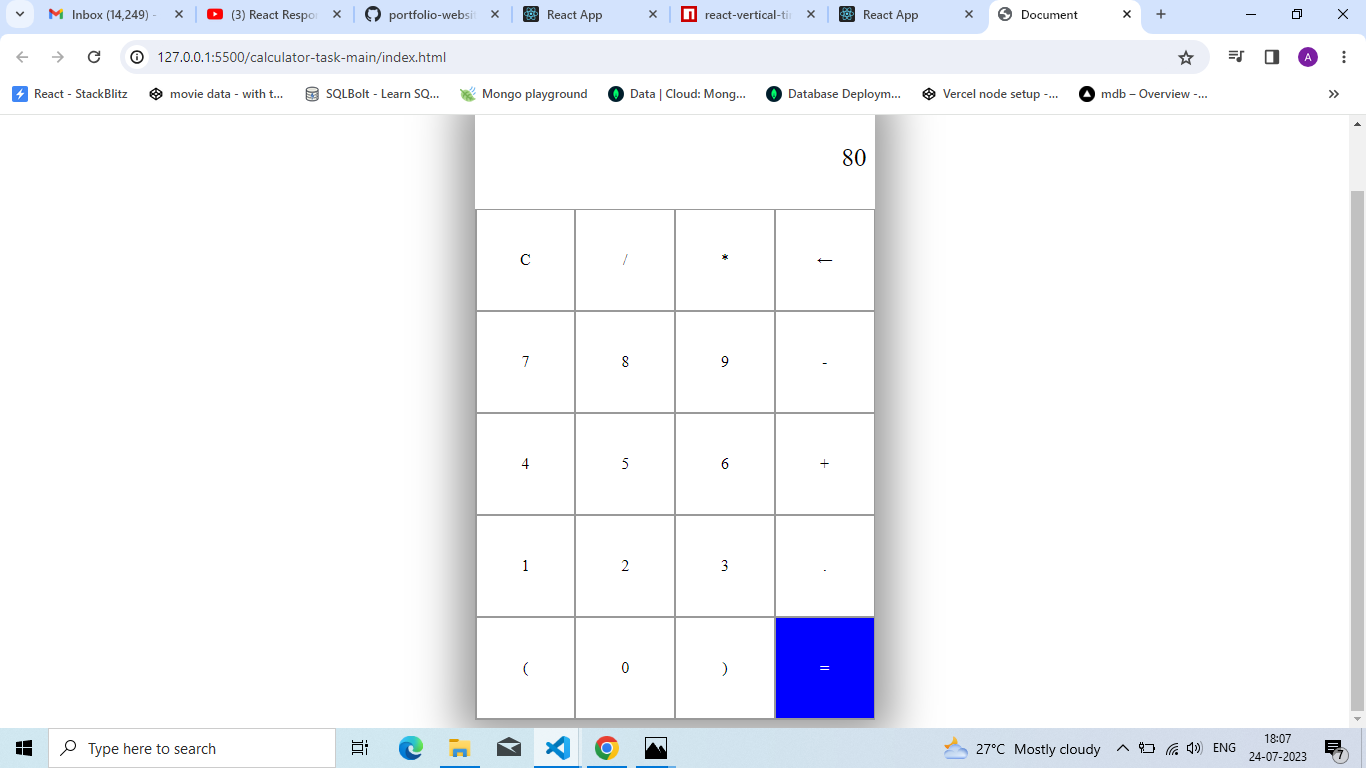 Inbox (14,249) -
(3) React Respo
portfolio-websi
React App
react-vertical-ti
React App
Document
127.0.0.1:5500/calculator-task-main/index.html
A
React - StackBlitz
movie data - with t...
SQLBolt - Learn SQ...
Mongo playground
Data | Cloud: Mong...
Database Deploym...
Vercel node setup -...
mdb – Overview -...
»
80
C / * ←
7 8 9 -
4 5 6 +
1 2 3 .
( 0 ) =
Type here to search
27°C Mostly cloudy
ENG
18:07
24-07-2023
7